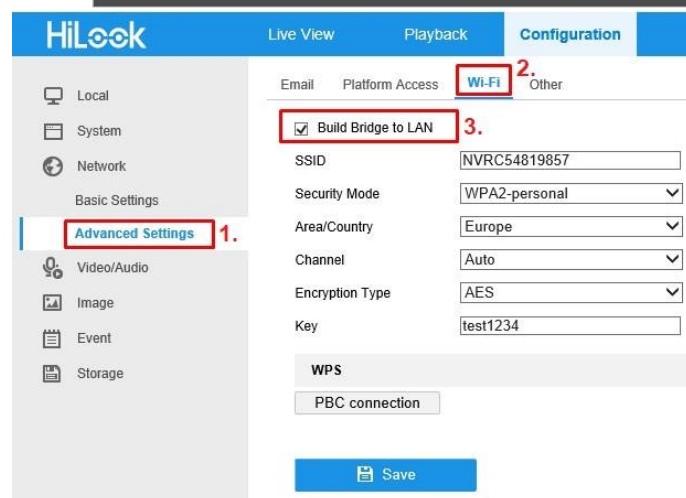 HiLook
Live View Playback Configuration
Local
System
Network
Basic Settings
Advanced Settings 1.
Video/Audio
Image
Event
Storage
Email Platform Access Wi-Fi 2. Other
Build Bridge to LAN 3.
SSID NVRC54819857
Security Mode WPA2-personal
Area/Country Europe
Channel Auto
Encryption Type AES
Key test1234
WPS
PBC connection
Save